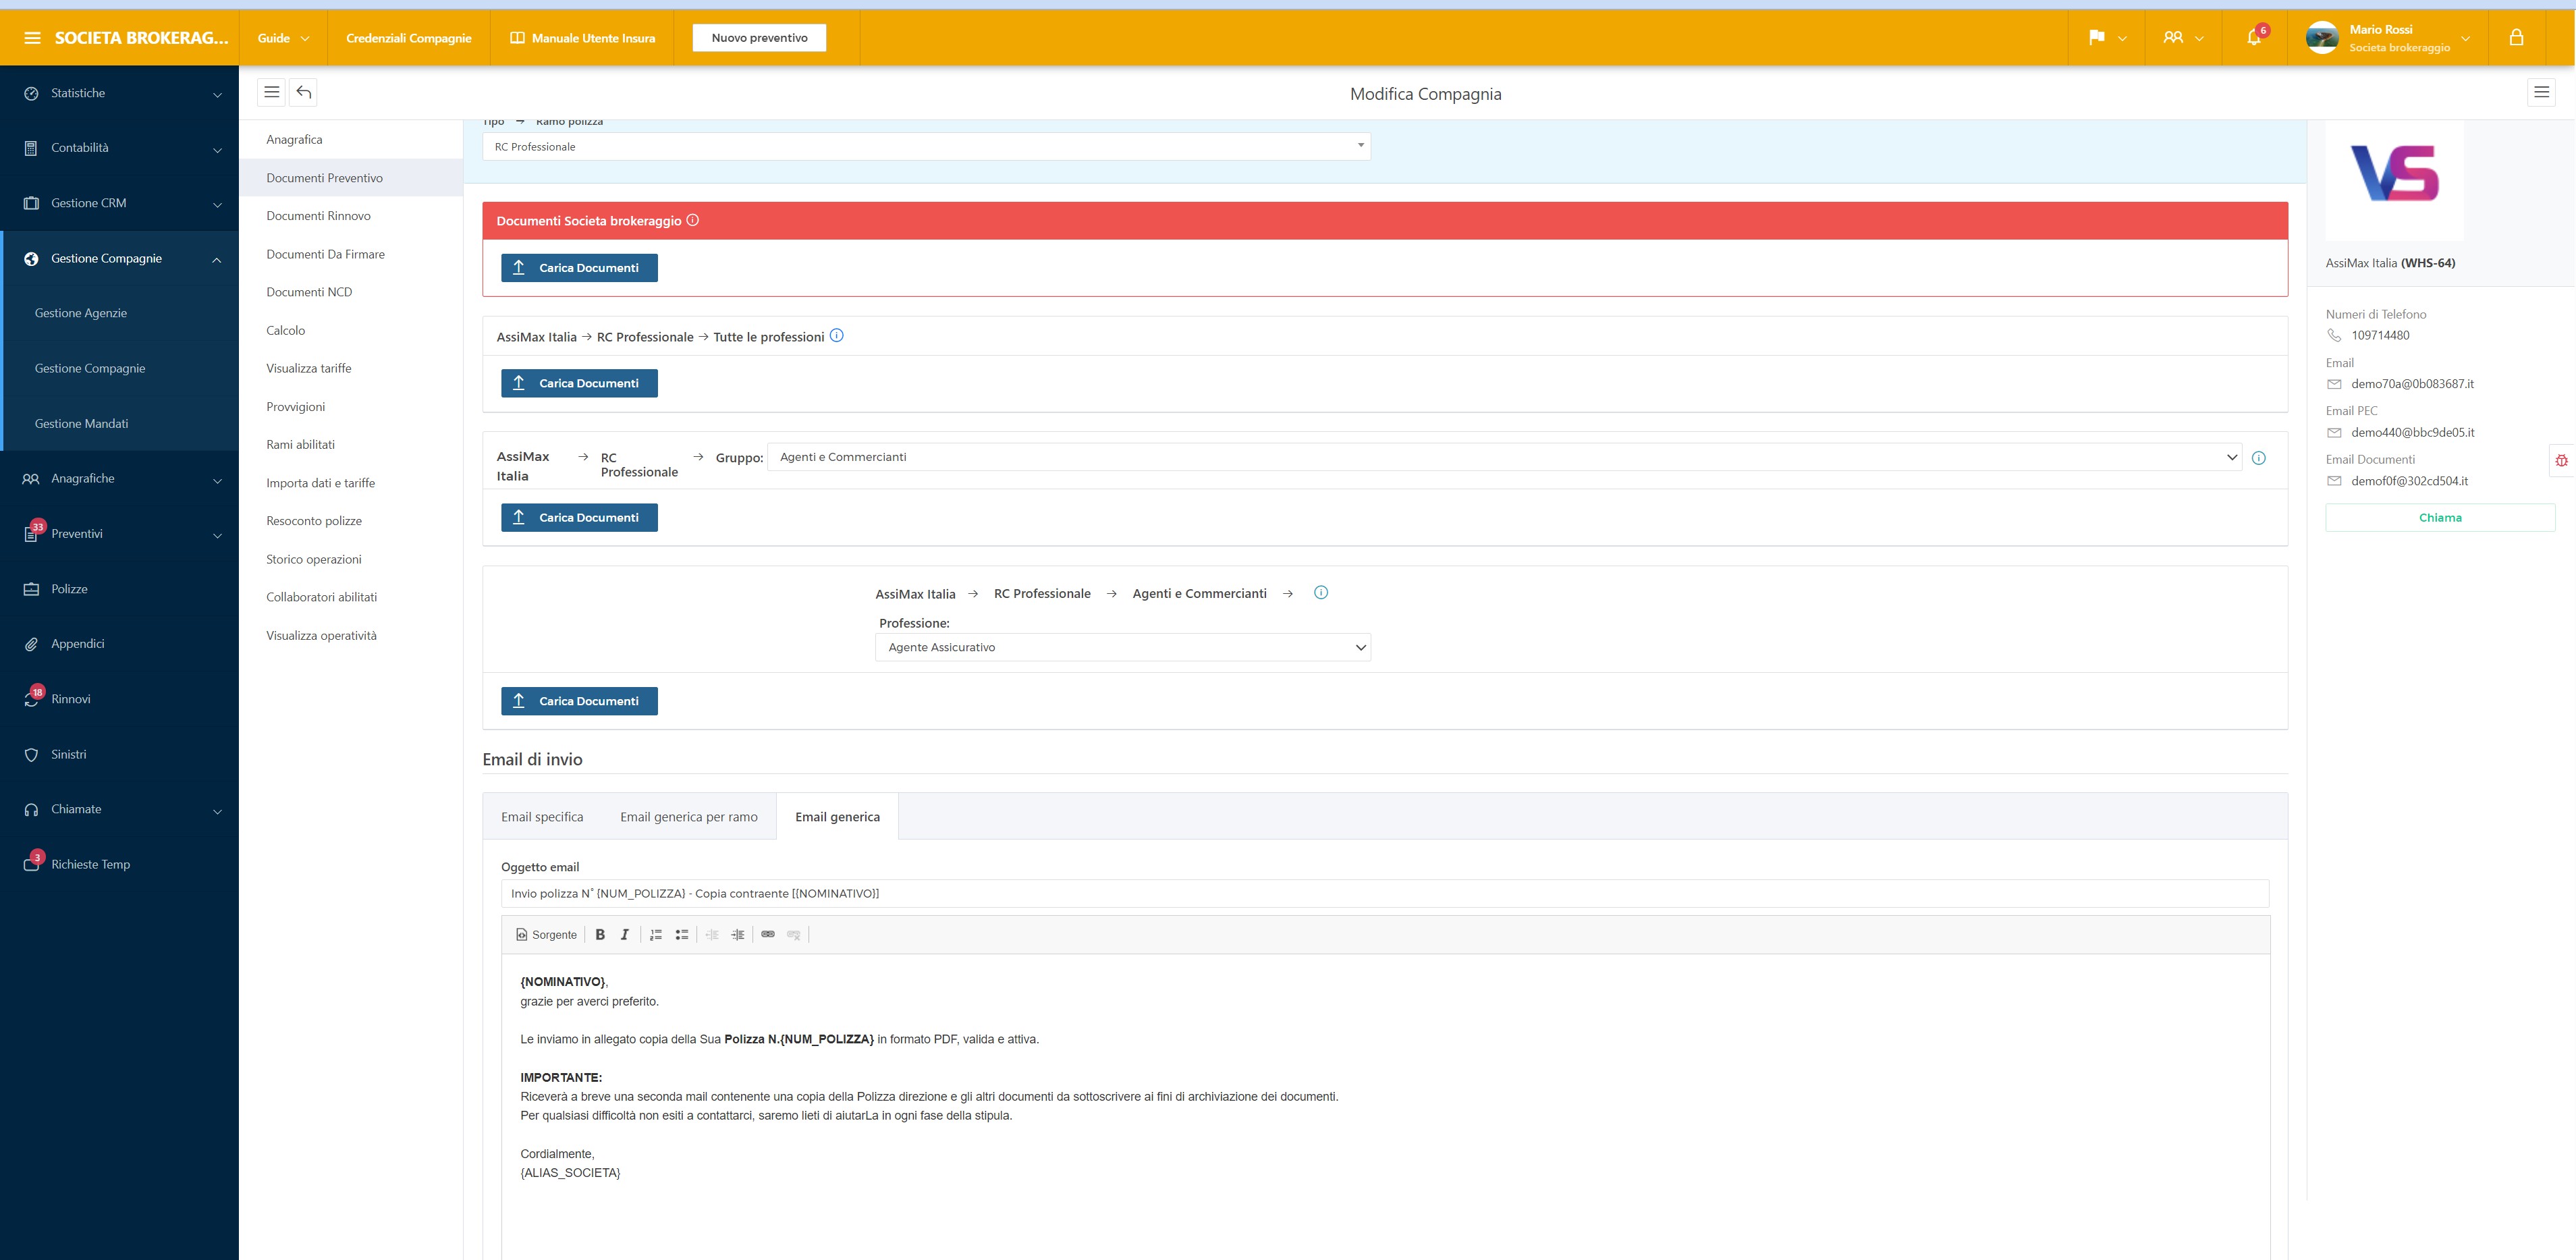 SOCIETA BROKERAG...
Guide
Credenziali Compagnie
Manuale Utente Insura
Nuovo preventivo
6
Mario Rossi
Societa brokeraggio
Statistiche
Contabilità
Gestione CRM
Gestione Compagnie
Gestione Agenzie
Gestione Compagnie
Gestione Mandati
Anagrafiche
33
Preventivi
Polizze
Appendici
18
Rinnovi
Sinistri
Chiamate
3
Richieste Temp
Modifica Compagnia
Anagrafica
Documenti Preventivo
Documenti Rinnovo
Documenti Da Firmare
Documenti NCD
Calcolo
Visualizza tariffe
Provvigioni
Rami abilitati
Importa dati e tariffe
Resoconto polizze
Storico operazioni
Collaboratori abilitati
Visualizza operatività
Tipo → Ramo polizza
RC Professionale
Documenti Societa brokeraggio
Carica Documenti
AssiMax Italia → RC Professionale → Tutte le professioni
Carica Documenti
AssiMax Italia → RC Professionale → Gruppo: Agenti e Commercianti
Carica Documenti
AssiMax Italia → RC Professionale → Agenti e Commercianti →
Professione:
Agente Assicurativo
Carica Documenti
Email di invio
Email specifica
Email generica per ramo
Email generica
Oggetto email
Invio polizza N° {NUM_POLIZZA} - Copia contraente [{NOMINATIVO}]
Sorgente
B I
{NOMINATIVO},
grazie per averci preferito.
Le inviamo in allegato copia della Sua Polizza N.{NUM_POLIZZA} in formato PDF, valida e attiva.
IMPORTANTE:
Riceverà a breve una seconda mail contenente una copia della Polizza direzione e gli altri documenti da sottoscrivere ai fini di archiviazione dei documenti.
Per qualsiasi difficoltà non esiti a contattarci, saremo lieti di aiutarLa in ogni fase della stipula.
Cordialmente,
{ALIAS_SOCIETA}
VS
AssiMax Italia (WHS-64)
Numeri di Telefono
109714480
Email
demo70a@0b083687.it
Email PEC
demo440@bbc9de05.it
Email Documenti
demof0f@302cd504.it
Chiama